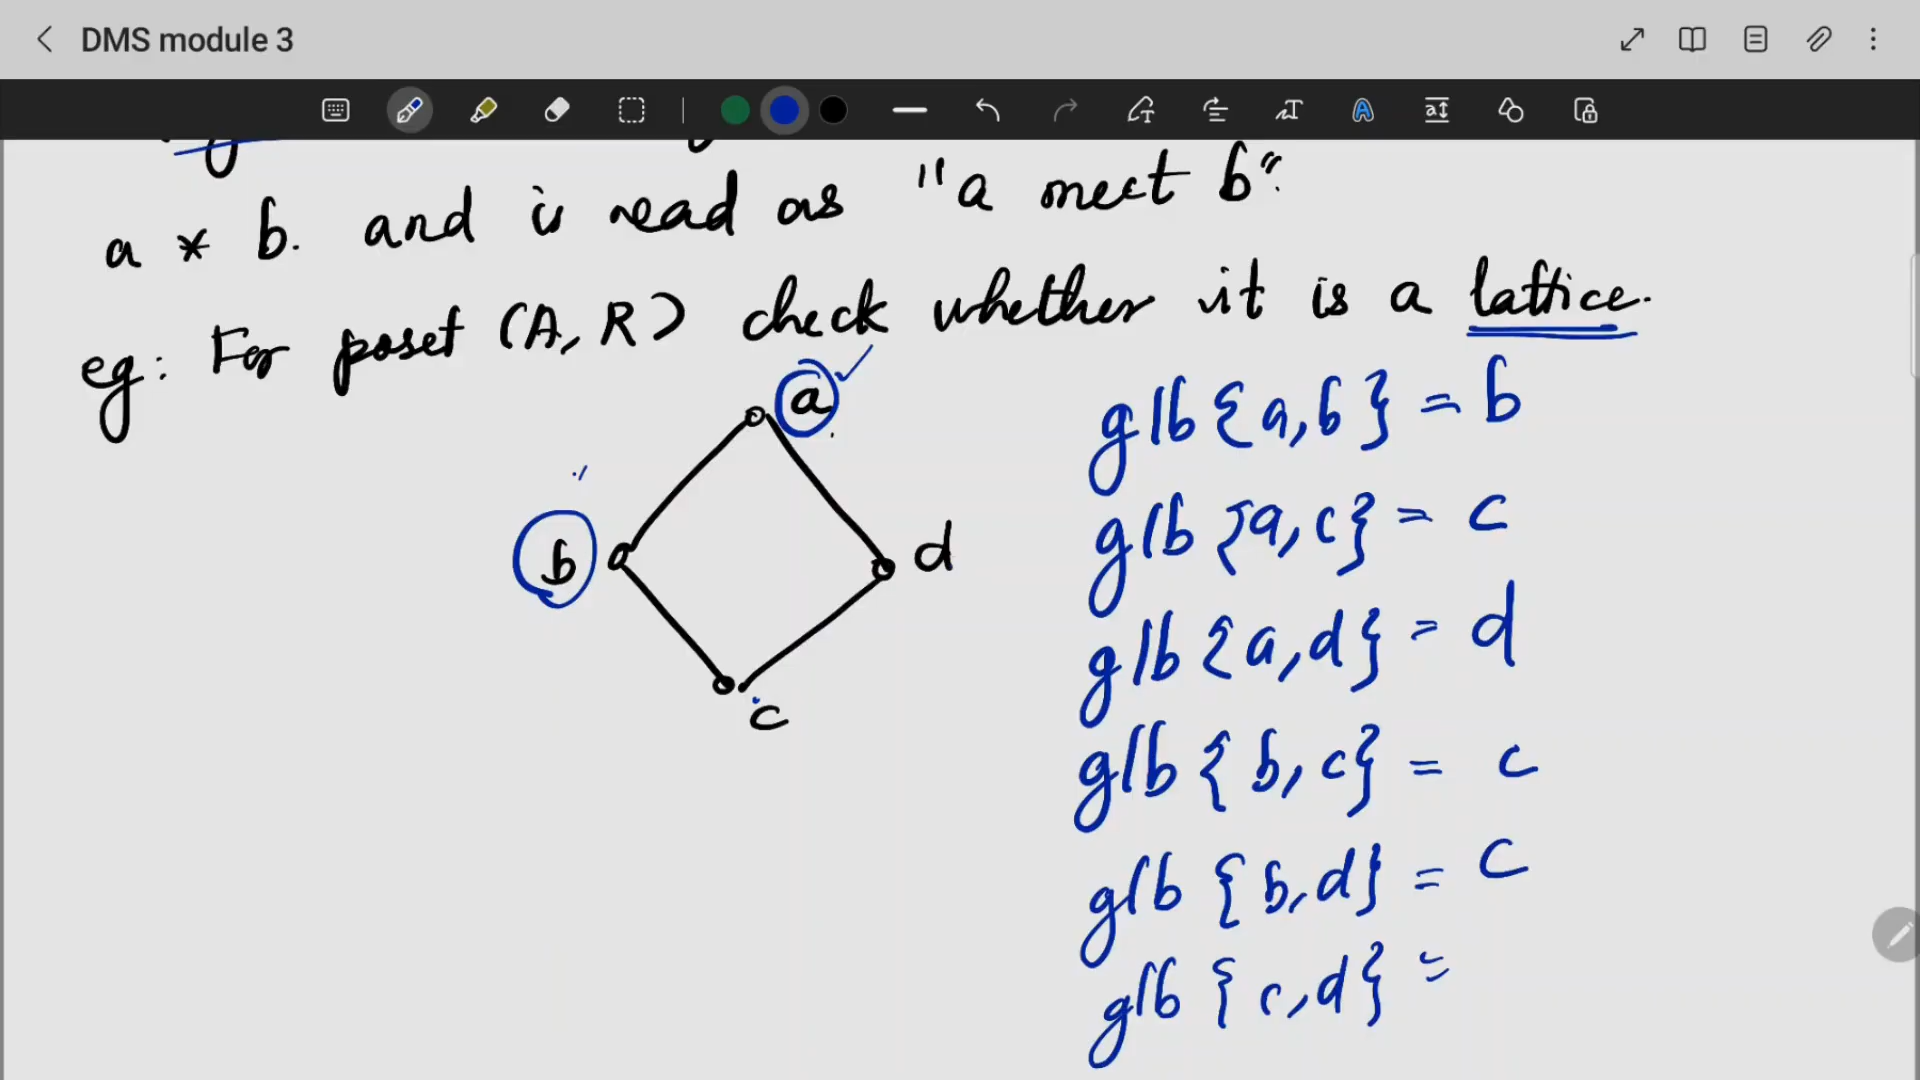 DMS module 3
a * b. and is read as "a meet b".
eg: For poset (A, R) check whether it is a lattice.
a
b
d
c
glb {a,b} = b
glb {a,c} = c
glb {a,d} = d
glb {b,c} = c
glb {b,d} = c
glb {c,d} =